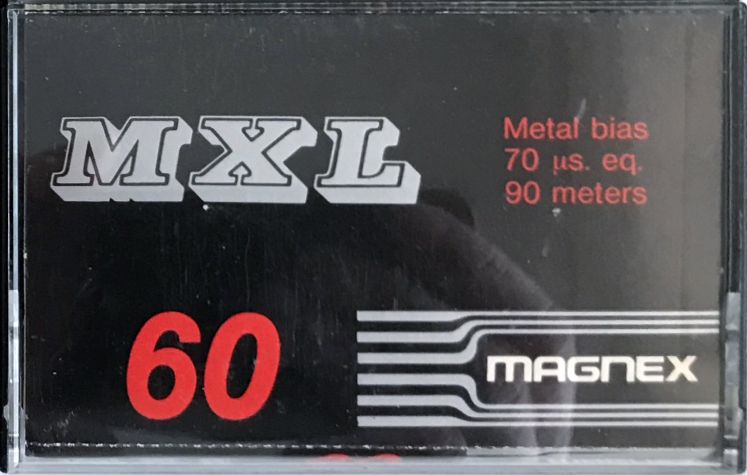 MXL
Metal bias
70 µs. eq.
90 meters
60
MAGNEX